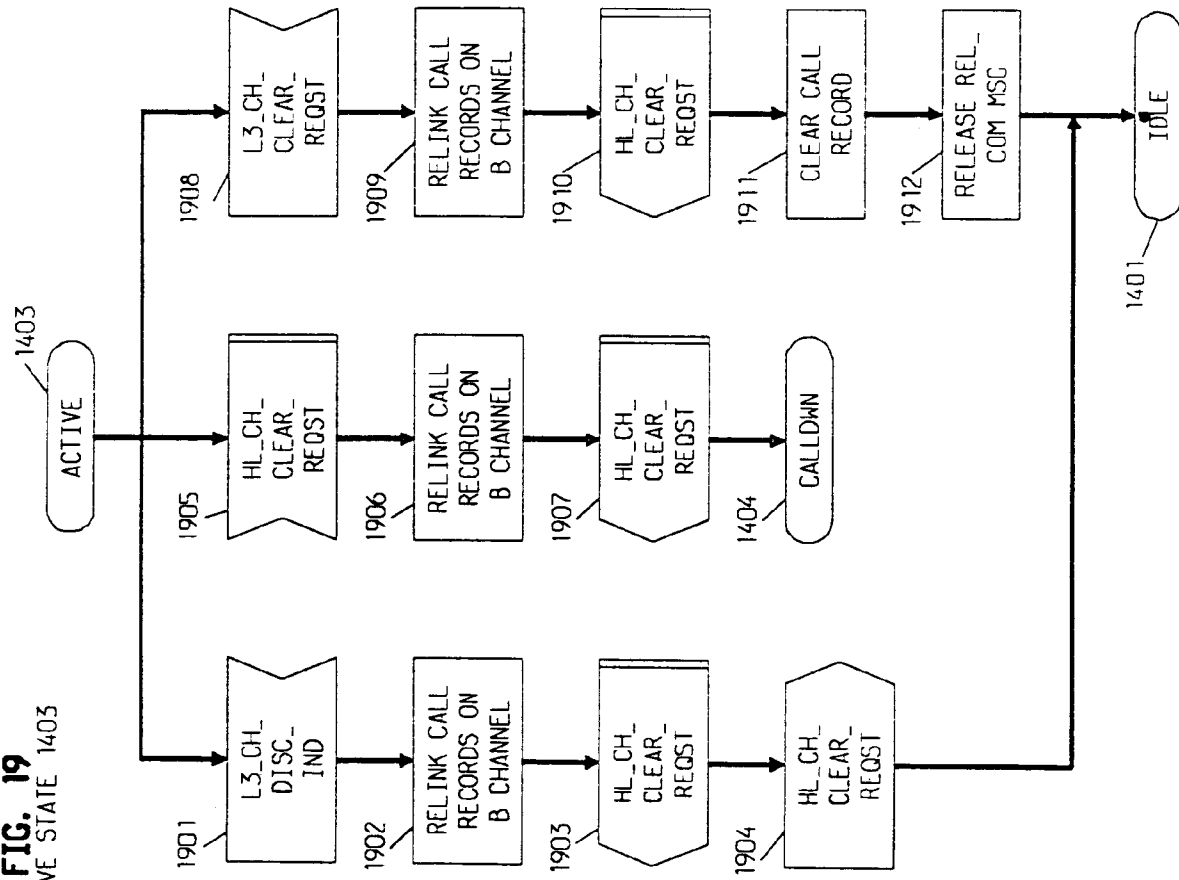 FIG. 19
VE STATE 1403
1403
ACTIVE
1901
L3_CH_
DISC_
IND
1902
RELINK CALL
RECORDS ON
B CHANNEL
1903
HL_CH_
CLEAR_
REQST
1904
HL_CH_
CLEAR_
REQST
1905
HL_CH_
CLEAR_
REQST
1906
RELINK CALL
RECORDS ON
B CHANNEL
1907
HL_CH_
CLEAR_
REQST
1404
CALLDWN
1908
L3_CH_
CLEAR_
REQST
1909
RELINK CALL
RECORDS ON
B CHANNEL
1910
HL_CH_
CLEAR_
REQST
1911
CLEAR CALL
RECORD
1912
RELEASE REL_
COM MSG
1401
IDLE